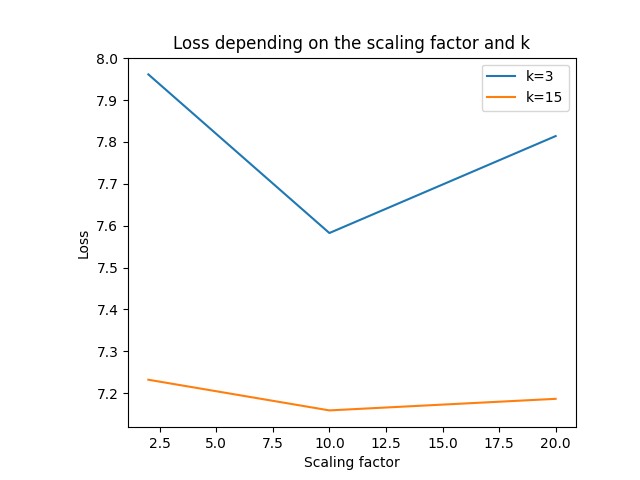 Loss depending on the scaling factor and k
k=3
k=15
8.0
7.9
7.8
7.7
7.6
7.5
7.4
7.3
7.2
Loss
2.5 5.0 7.5 10.0 12.5 15.0 17.5 20.0
Scaling factor